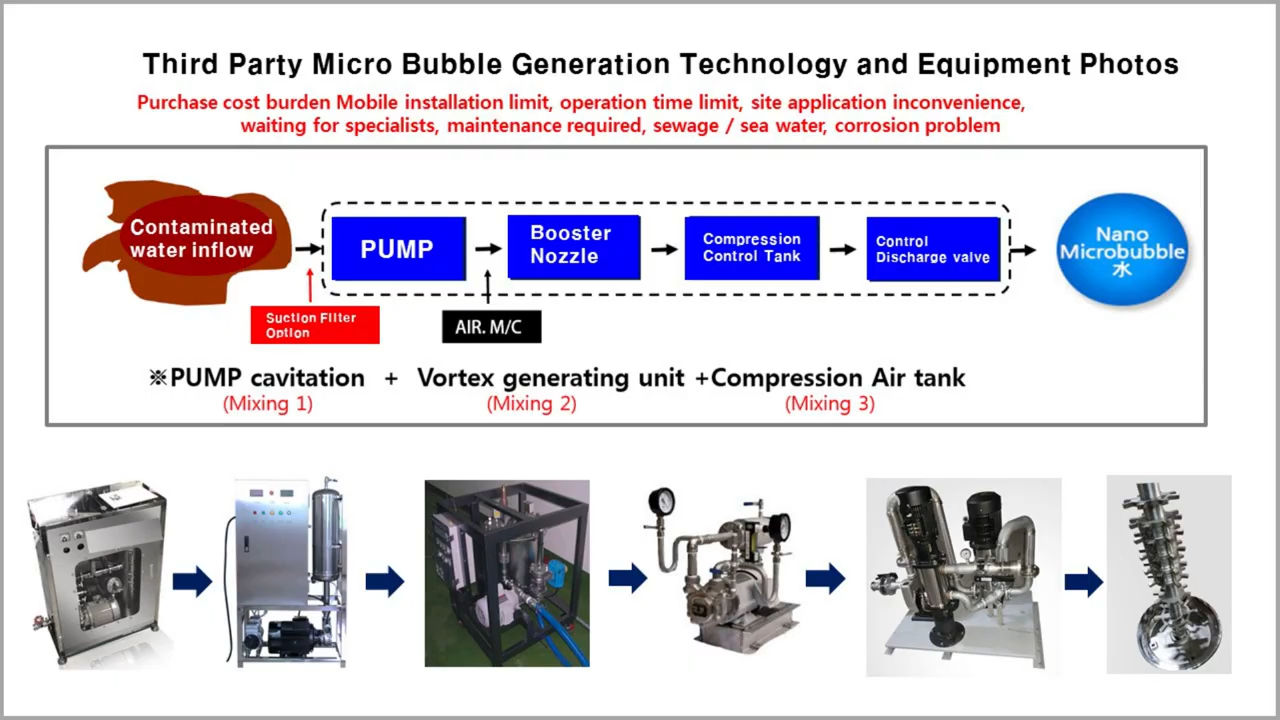 Third Party Micro Bubble Generation Technology and Equipment Photos
Purchase cost burden Mobile installation limit, operation time limit, site application inconvenience,
waiting for specialists, maintenance required, sewage / sea water, corrosion problem
Contaminated
water inflow
PUMP
Booster
Nozzle
Compression
Control Tank
Control
Discharge valve
Nano
Microbubble
水
Suction Filter
Option
AIR. M/C
※PUMP cavitation + Vortex generating unit +Compression Air tank
(Mixing 1) (Mixing 2) (Mixing 3)